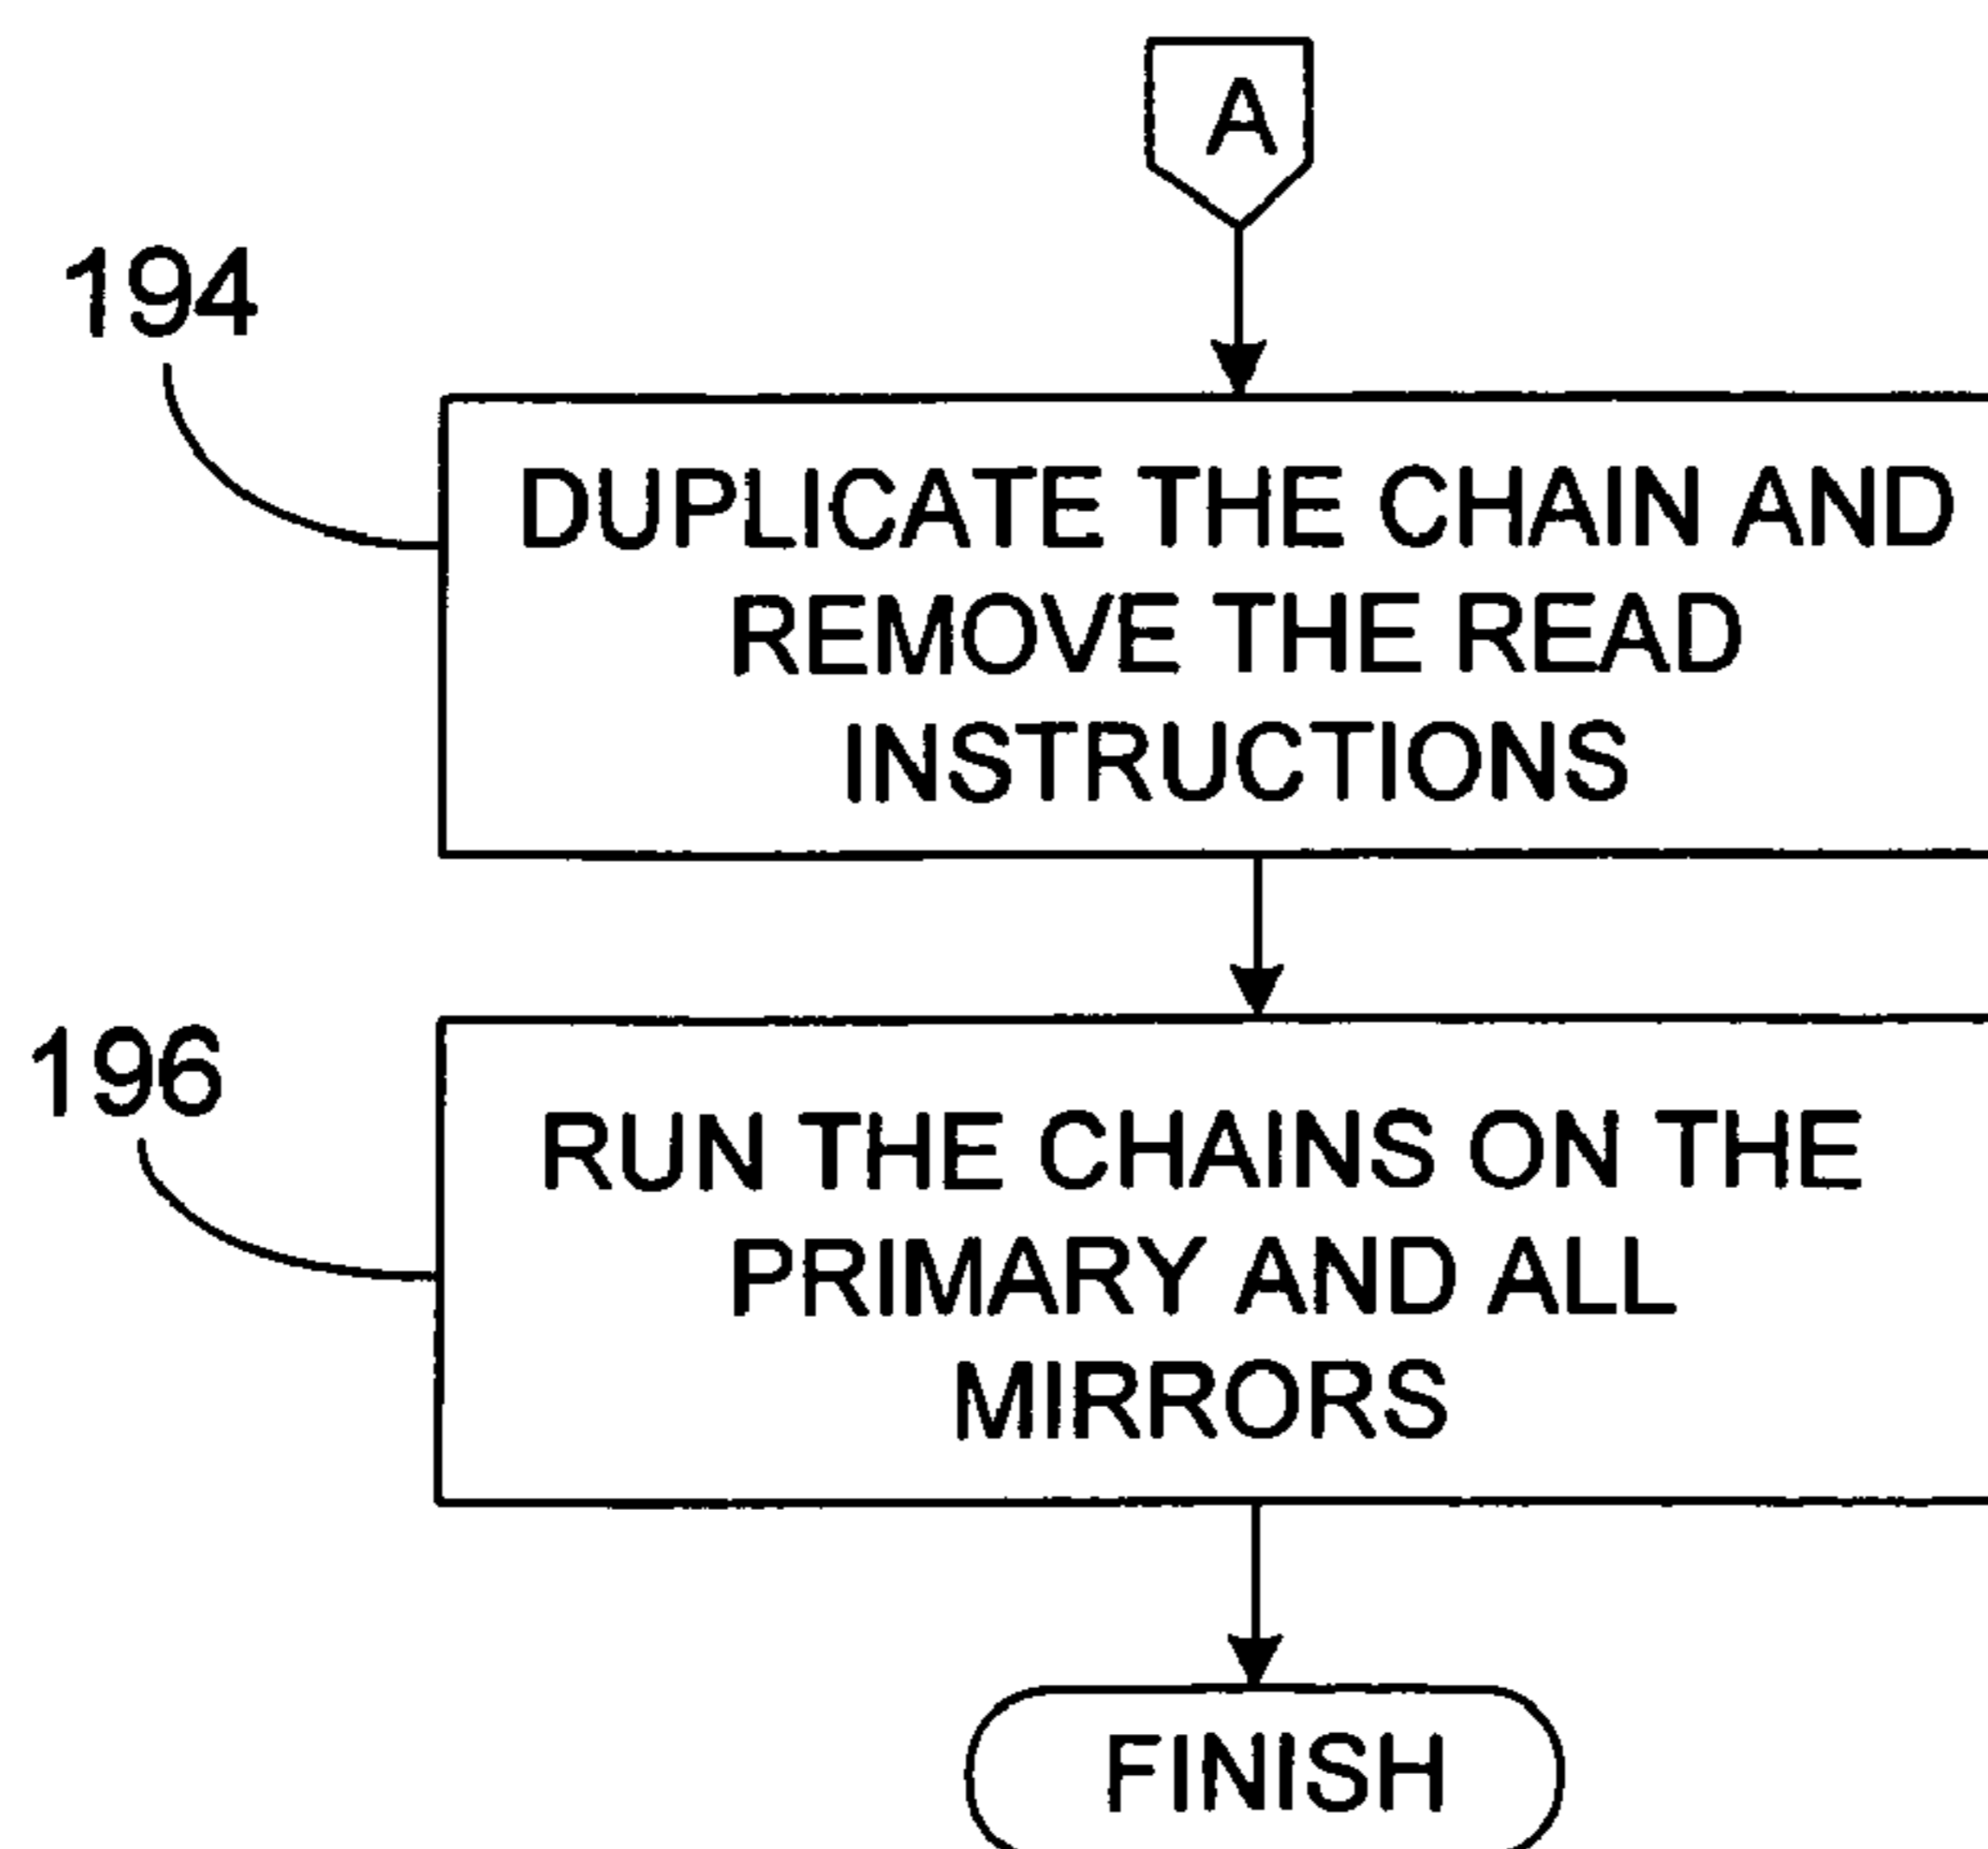 A
194
DUPLICATE THE CHAIN AND
REMOVE THE READ
INSTRUCTIONS
196
RUN THE CHAINS ON THE
PRIMARY AND ALL
MIRRORS
FINISH